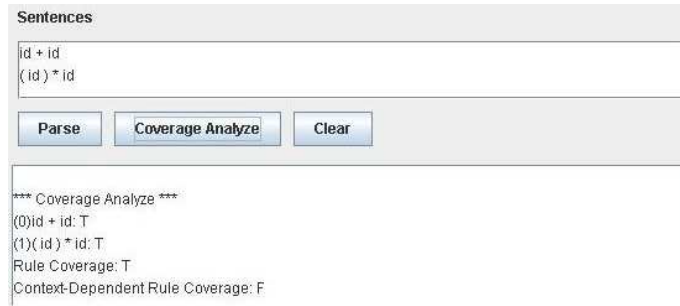 Sentences
id + id
( id ) * id
Parse Coverage Analyze Clear
*** Coverage Analyze ***
(0)id + id: T
(1)( id ) * id: T
Rule Coverage: T
Context-Dependent Rule Coverage: F